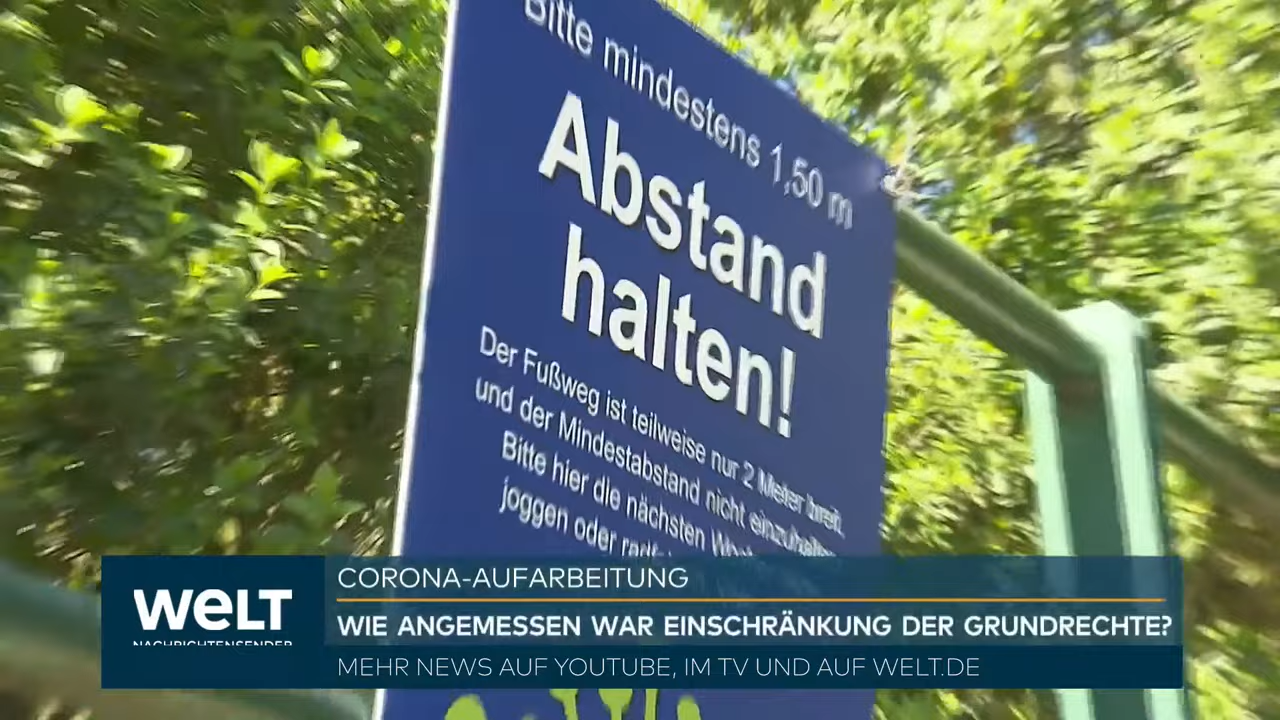 Bitte mindestens 1,50 m
Abstand
halten!
Der Fußweg ist teilweise nur 2 Meter breit,
und der Mindestabstand nicht einzuhalten.
Bitte hier die nächsten
joggen oder
welt
NACHRICHTENSENDER
CORONA-AUFARBEITUNG
WIE ANGEMESSEN WAR EINSCHRÄNKUNG DER GRUNDRECHTE?
MEHR NEWS AUF YOUTUBE, IM TV UND AUF WELT.DE